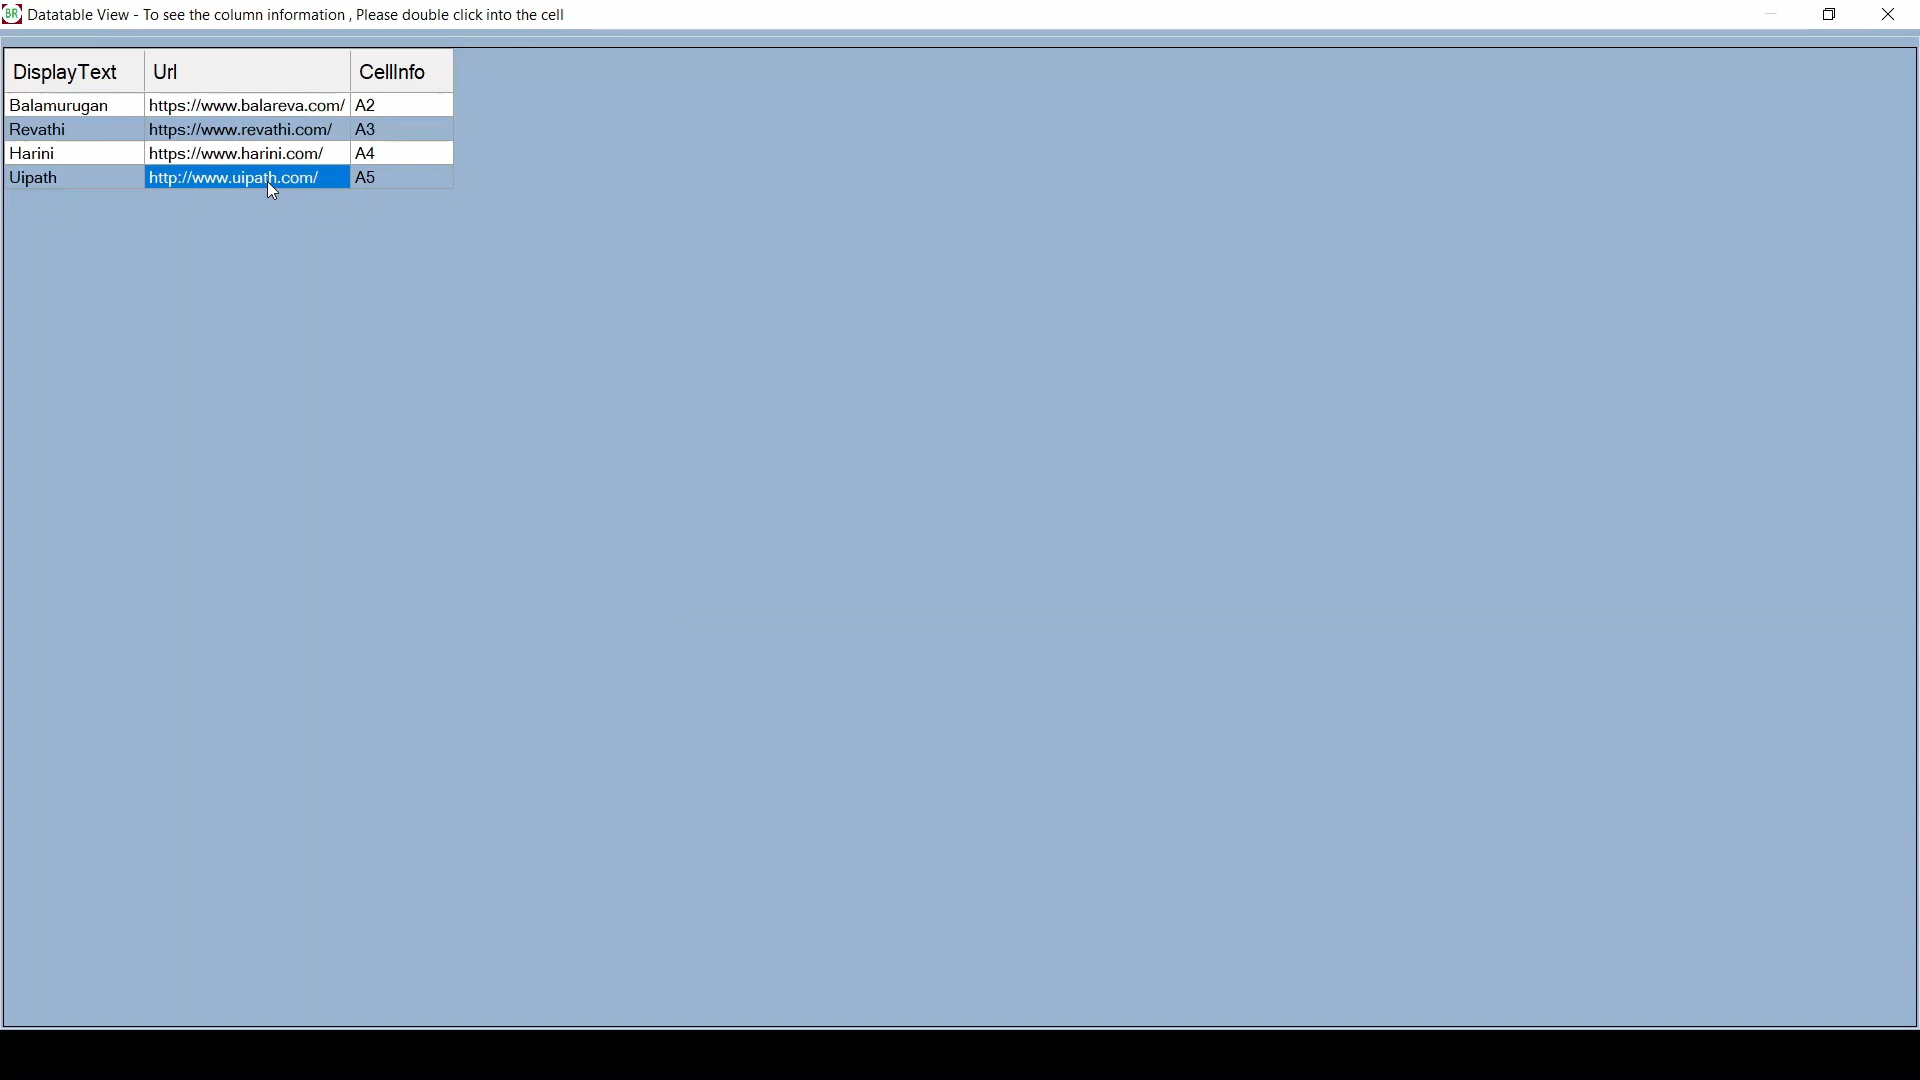 BR Datatable View - To see the column information , Please double click into the cell
DisplayText Url CellInfo
Balamurugan https://www.balareva.com/ A2
Revathi https://www.revathi.com/ A3
Harini https://www.harini.com/ A4
Uipath http://www.uipath.com/ A5